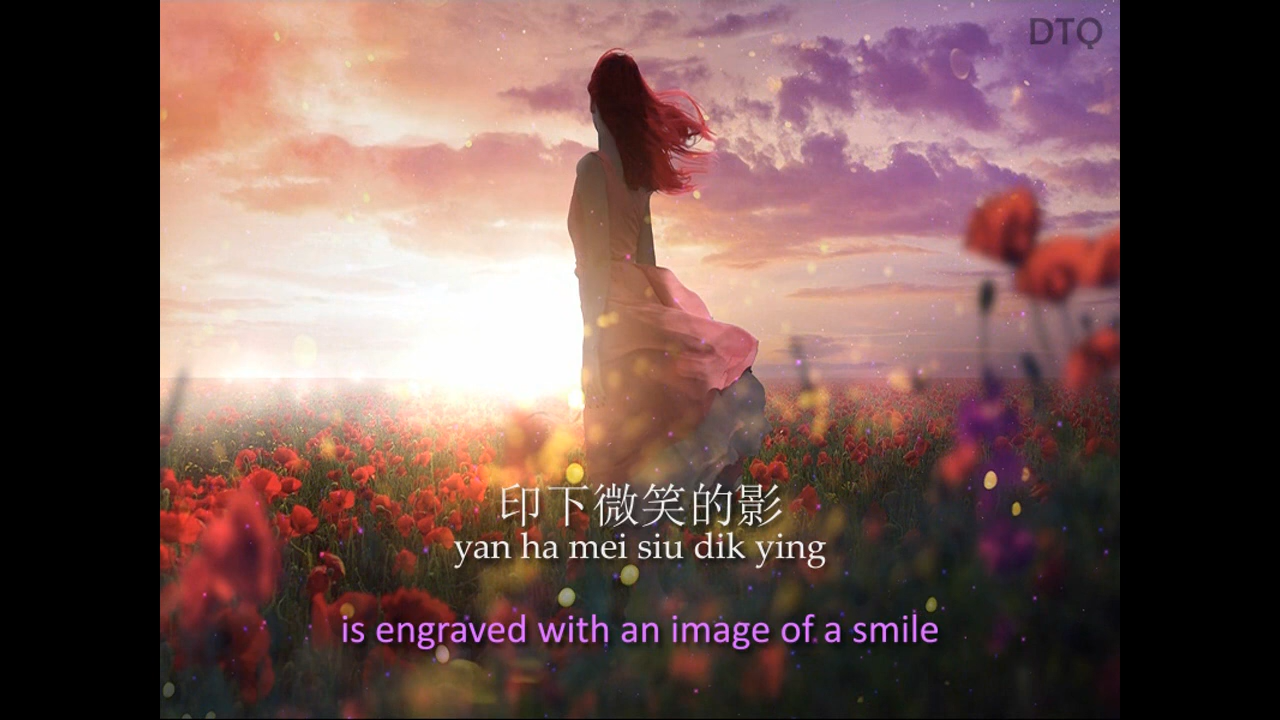 DTQ
印下微笑的影
yan ha mei siu dik ying
is engraved with an image of a smile